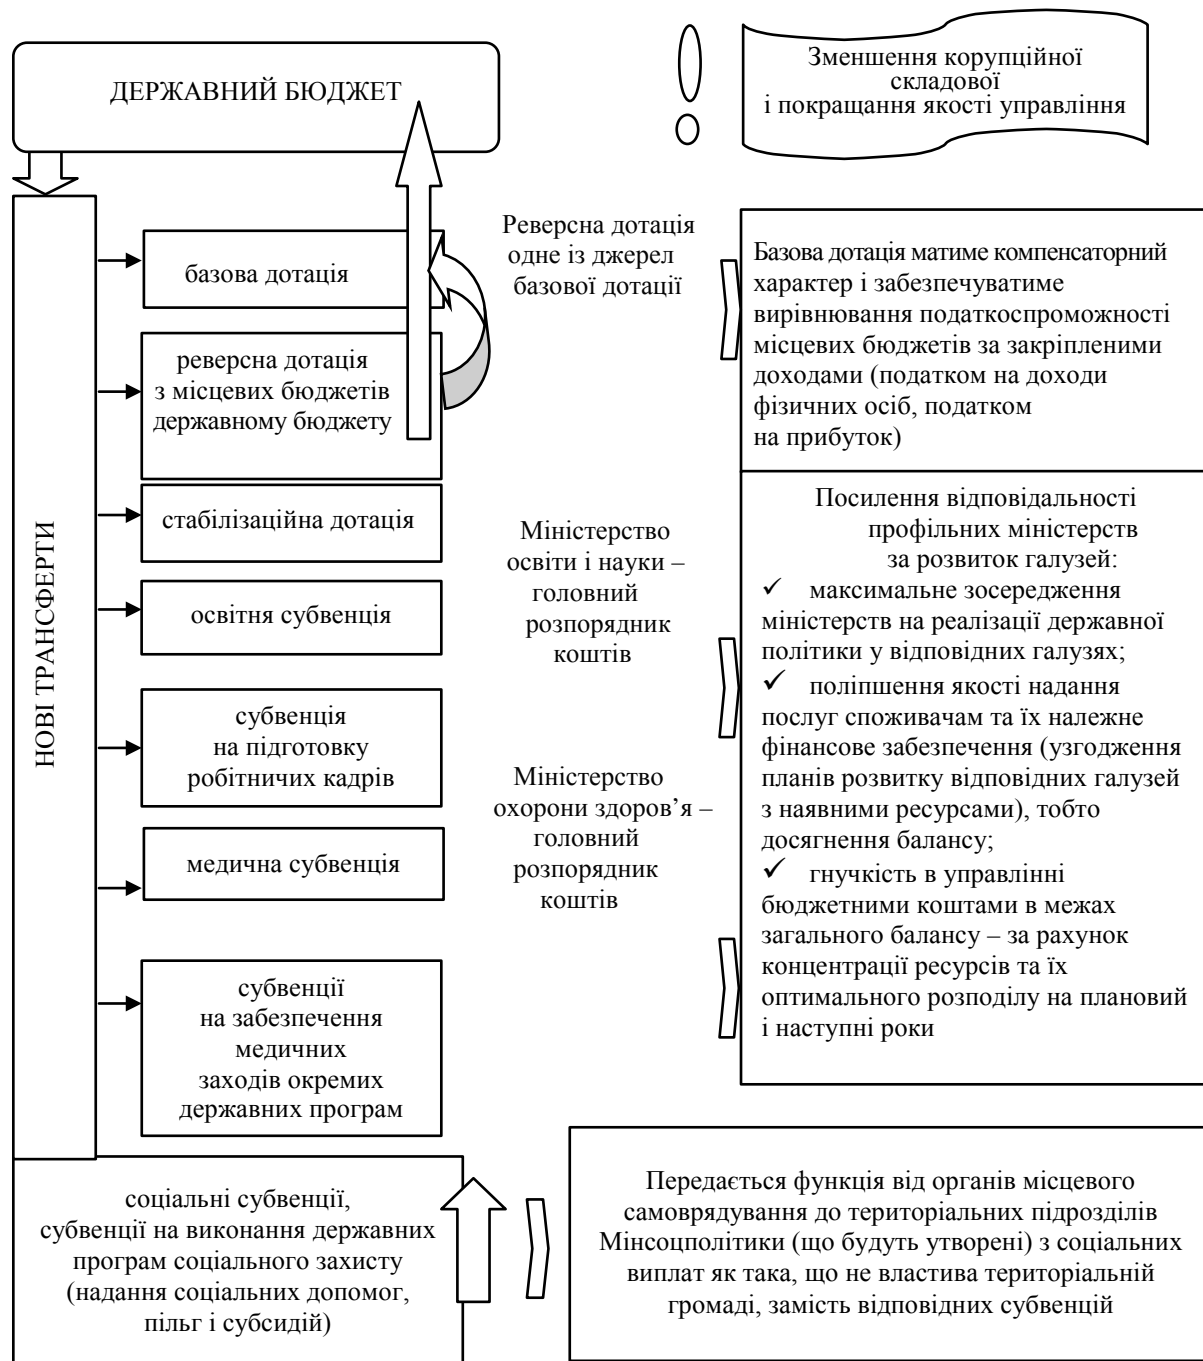 ДЕРЖАВНИЙ БЮДЖЕТ
Зменшення корупційної
складової
і покращання якості управління
НОВІ ТРАНСФЕРТИ
базова дотація
Реверсна дотація
одне із джерел
базової дотації
Базова дотація матиме компенсаторний
характер і забезпечуватиме
вирівнювання податкоспроможності
місцевих бюджетів за закріпленими
доходами (податком на доходи
фізичних осіб, податком
на прибуток)
реверсна дотація
з місцевих бюджетів
державному бюджету
стабілізаційна дотація
освітня субвенція
Міністерство
освіти і науки –
головний
розпорядник
коштів
субвенція
на підготовку
робітничих кадрів
медична субвенція
Міністерство
охорони здоров’я –
головний
розпорядник
коштів
субвенції
на забезпечення
медичних
заходів окремих
державних програм
Посилення відповідальності
профільних міністерств
за розвиток галузей:
✓ максимальне зосередження
міністерств на реалізації державної
політики у відповідних галузях;
✓ поліпшення якості надання
послуг споживачам та їх належне
фінансове забезпечення (узгодження
планів розвитку відповідних галузей
з наявними ресурсами), тобто
досягнення балансу;
✓ гнучкість в управлінні
бюджетними коштами в межах
загального балансу – за рахунок
концентрації ресурсів та їх
оптимального розподілу на плановий
і наступні роки
соціальні субвенції,
субвенції на виконання державних
програм соціального захисту
(надання соціальних допомог,
пільг і субсидій)
Передається функція від органів місцевого
самоврядування до територіальних підрозділів
Мінсоцполітики (що будуть утворені) з соціальних
виплат як така, що не властива територіальній
громаді, замість відповідних субвенцій